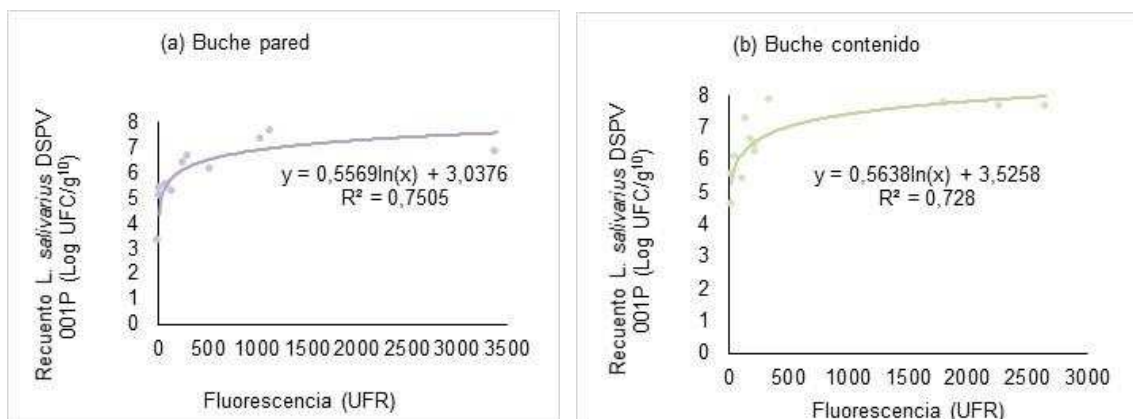 (a) Buche pared
Recuento L. salivarius DSPV
001P (Log UFC/g¹⁰)
8
7
6
5
4
3
2
1
0
y = 0,5569ln(x) + 3,0376
R² = 0,7505
0 500 1000 1500 2000 2500 3000 3500
Fluorescencia (UFR)
(b) Buche contenido
Recuento L. salivarius DSPV
001P (Log UFC/g¹⁰)
8
7
6
5
4
3
2
1
0
y = 0,5638ln(x) + 3,5258
R² = 0,728
0 500 1000 1500 2000 2500 3000
Fluorescencia (UFR)